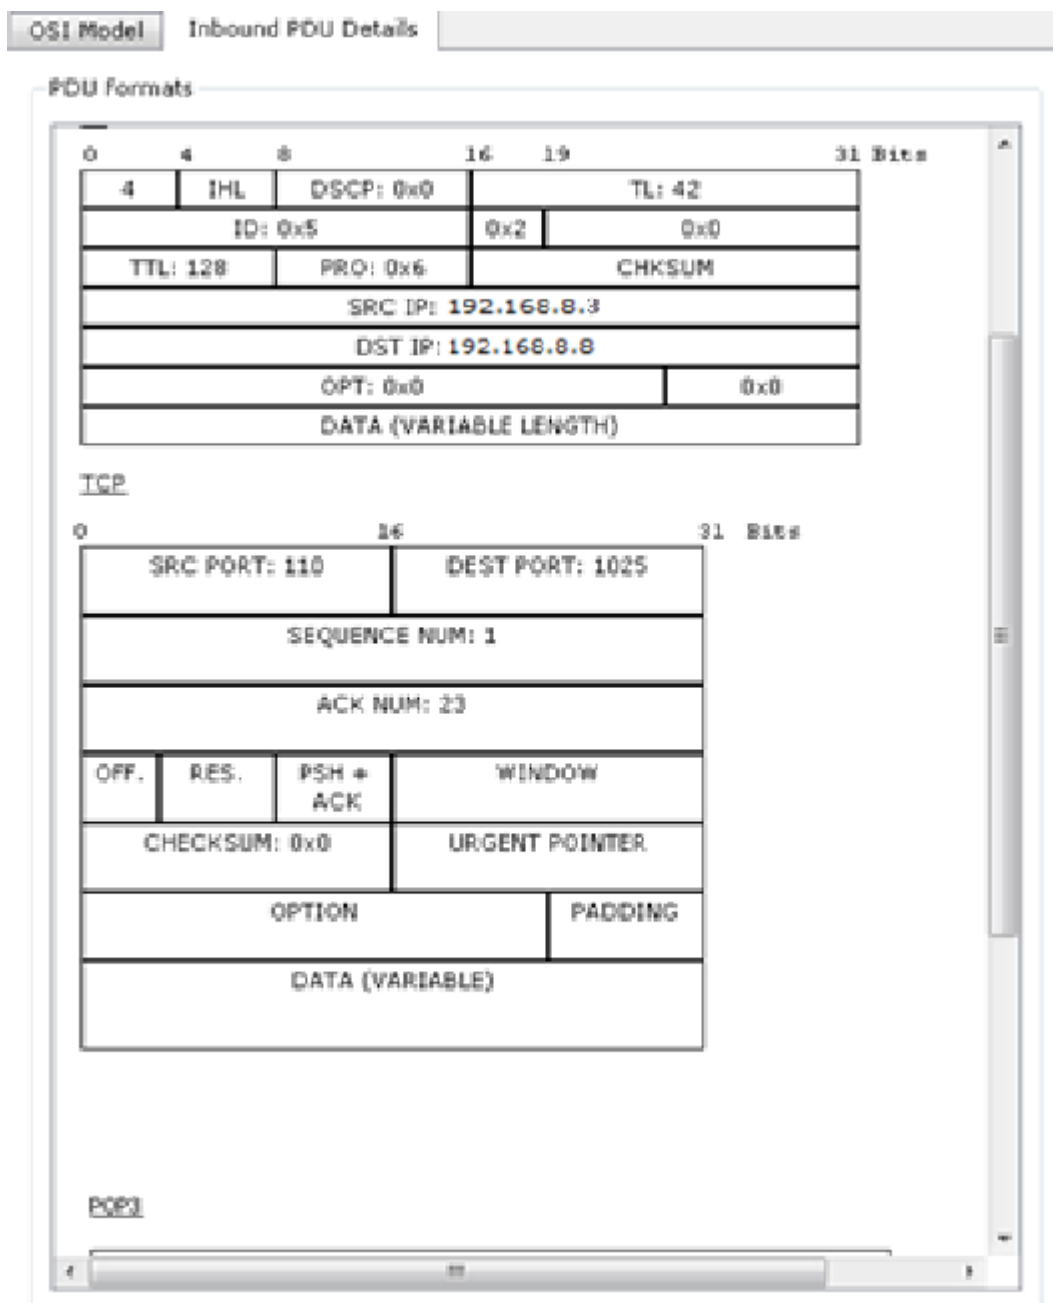 OSI Model Inbound PDU Details
PDU Formats
0 4 8 16 19 31 Bits
4 IHL DSCP: 0x0 TL: 42
ID: 0x5 0x2 0x0
TTL: 128 PRO: 0x6 CHKSUM
SRC IP: 192.168.8.3
DST IP: 192.168.8.8
OPT: 0x0 0x0
DATA (VARIABLE LENGTH)
TCP
0 16 31 Bits
SRC PORT: 110 DEST PORT: 1025
SEQUENCE NUM: 1
ACK NUM: 23
OFF. RES. PSH + WINDOW
ACK
CHECKSUM: 0x0 URGENT POINTER
OPTION PADDING
DATA (VARIABLE)
POP3